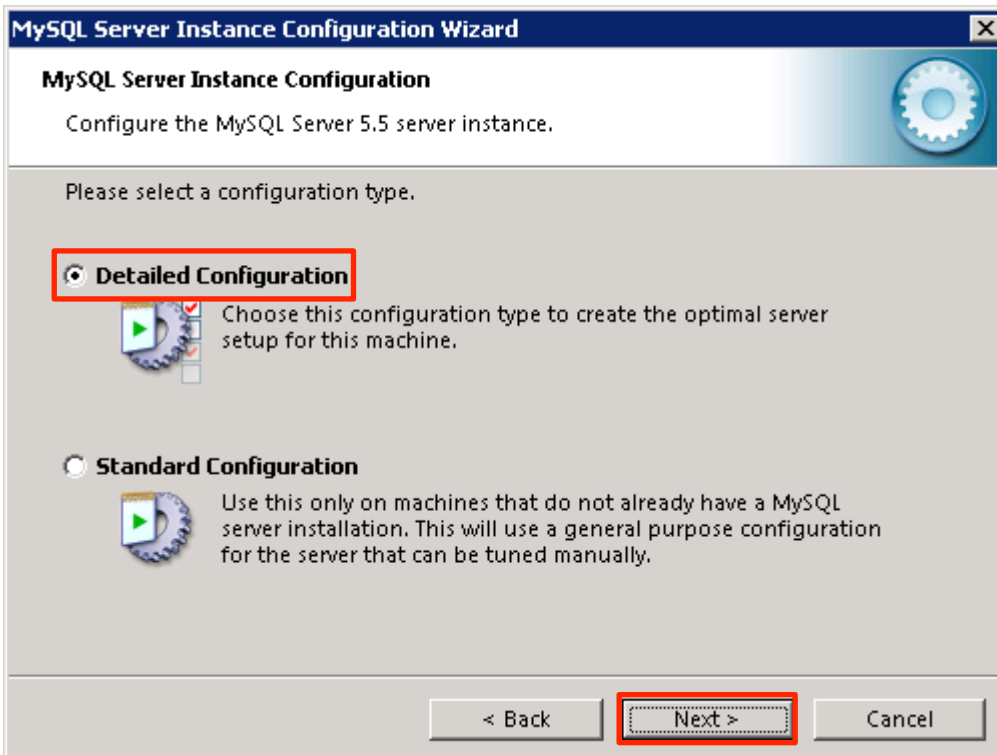 MySQL Server Instance Configuration Wizard
MySQL Server Instance Configuration
Configure the MySQL Server 5.5 server instance.
Please select a configuration type.
Detailed Configuration
Choose this configuration type to create the optimal server
setup for this machine.
Standard Configuration
Use this only on machines that do not already have a MySQL
server installation. This will use a general purpose configuration
for the server that can be tuned manually.
< Back Next > Cancel